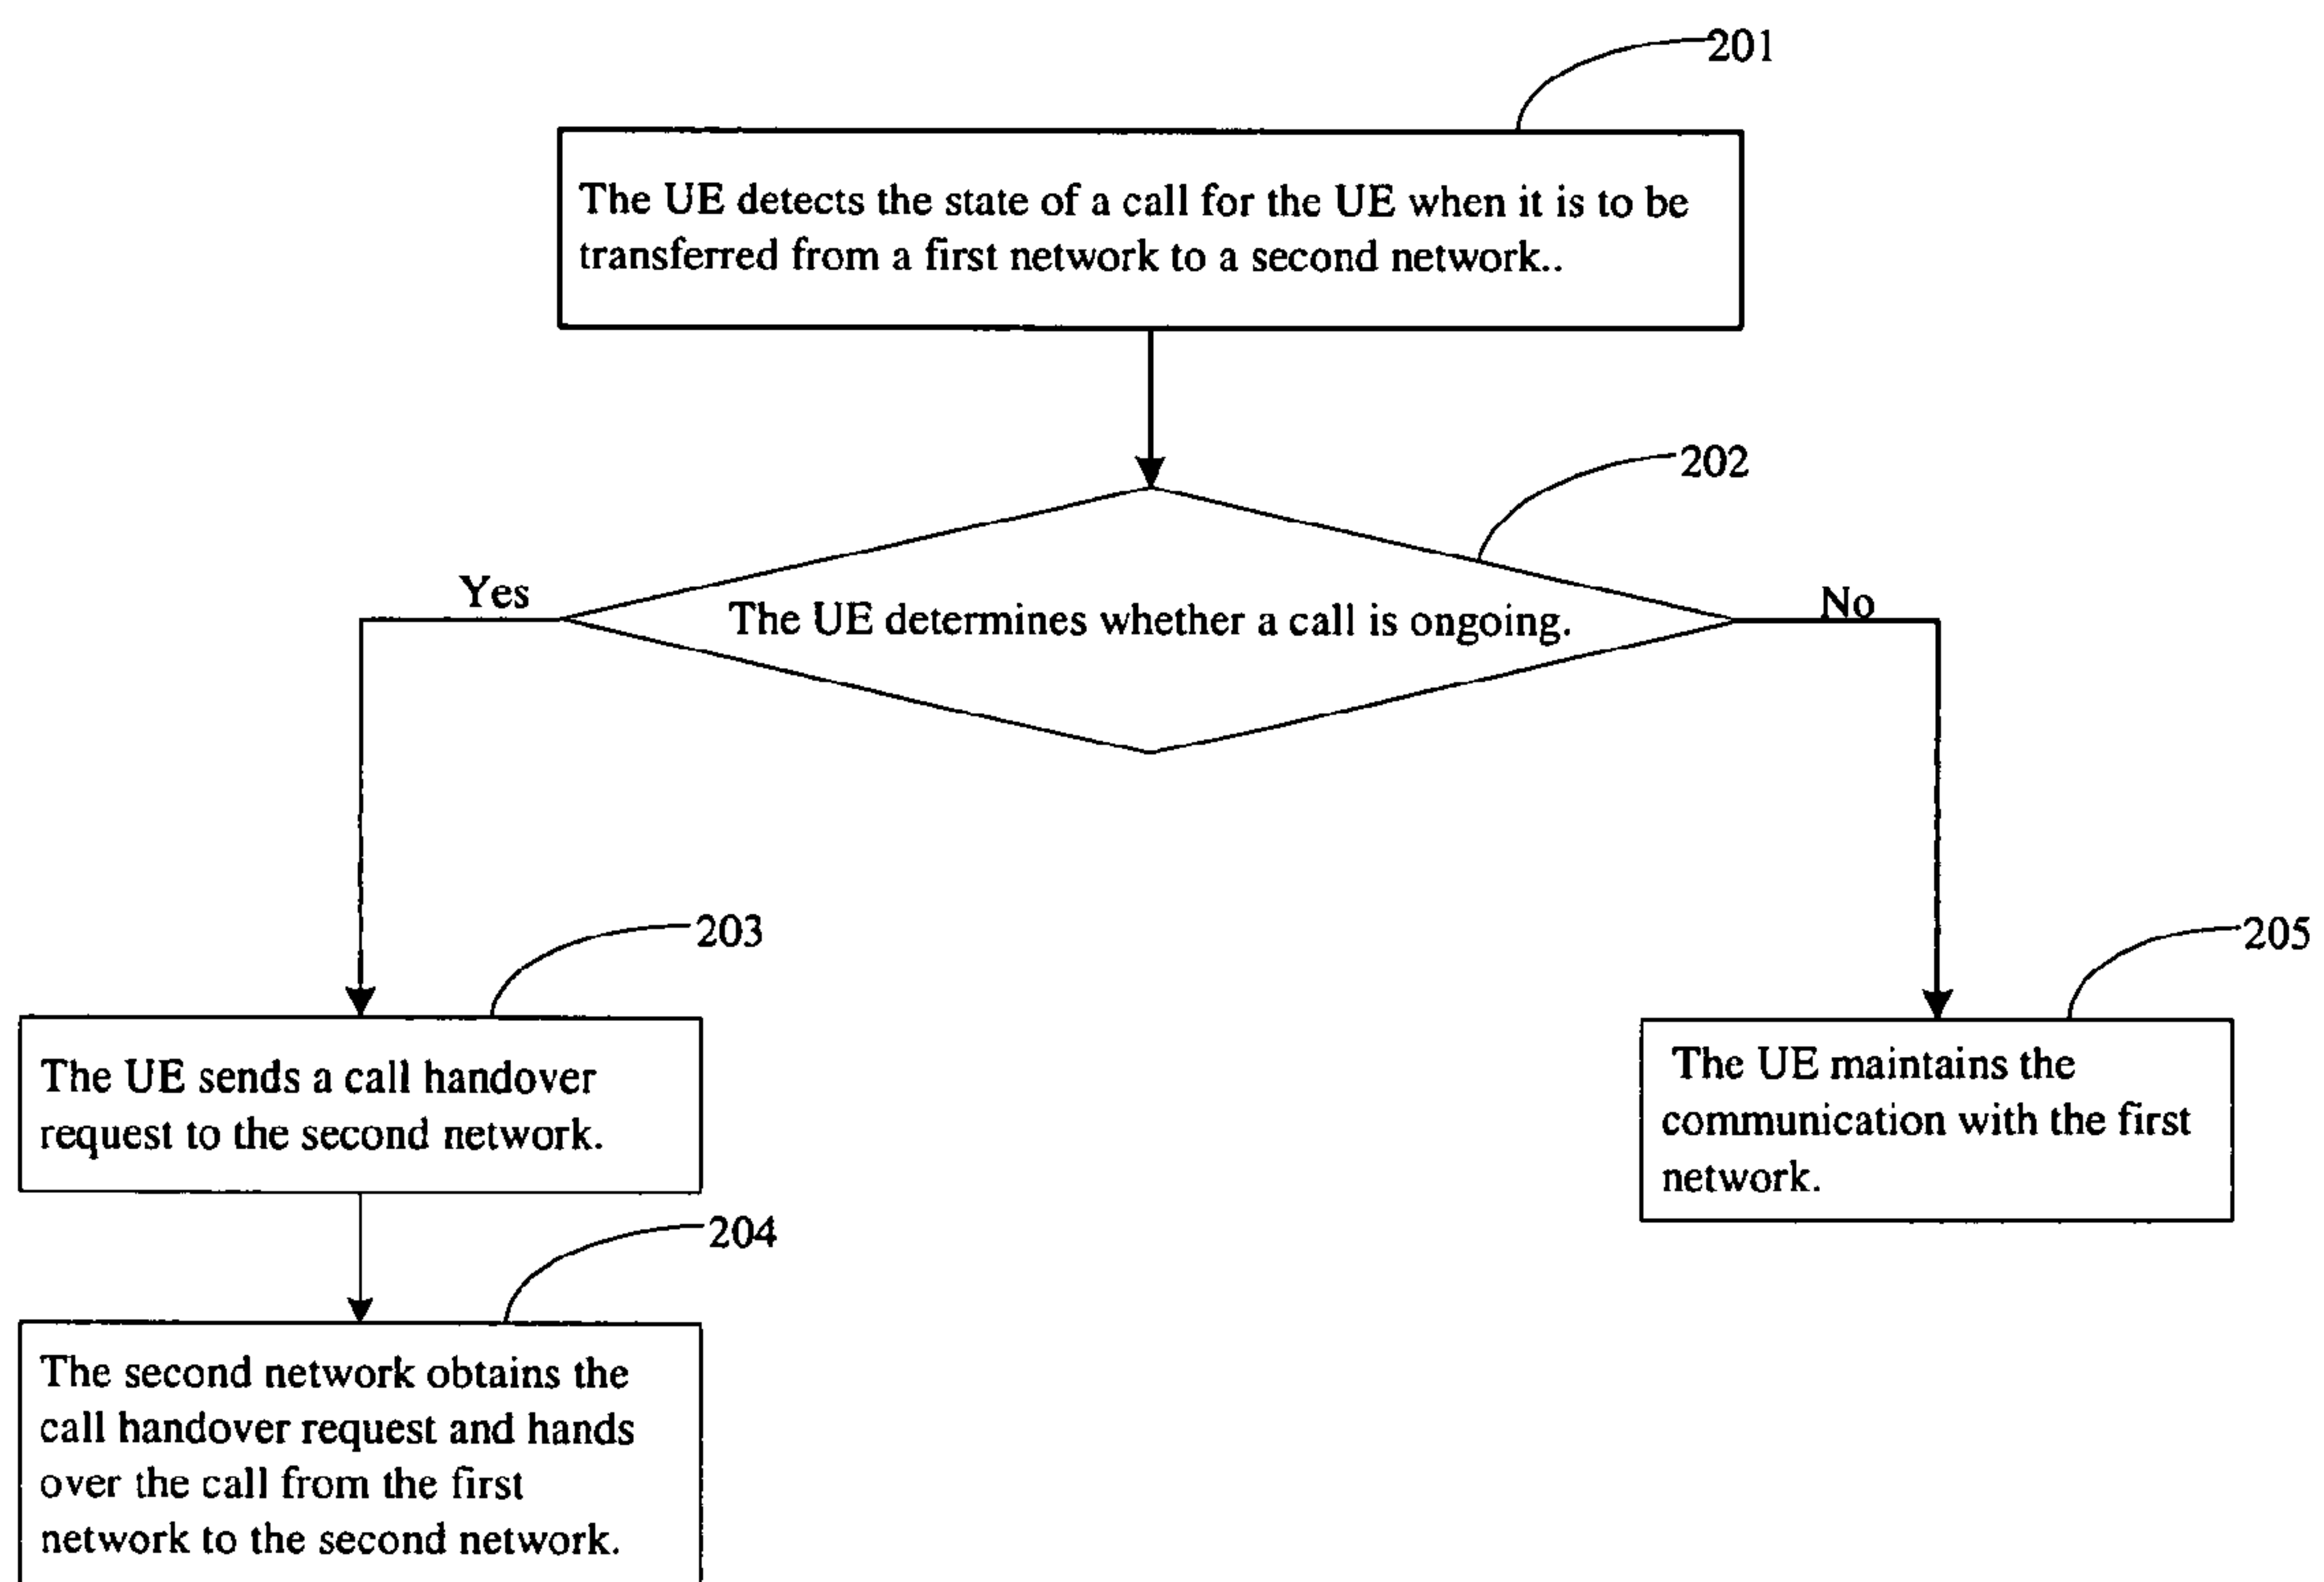 201
The UE detects the state of a call for the UE when it is to be
transferred from a first network to a second network..
202
Yes
The UE determines whether a call is ongoing.
No
203
205
The UE sends a call handover
request to the second network.
The UE maintains the
communication with the first
network.
204
The second network obtains the
call handover request and hands
over the call from the first
network to the second network.